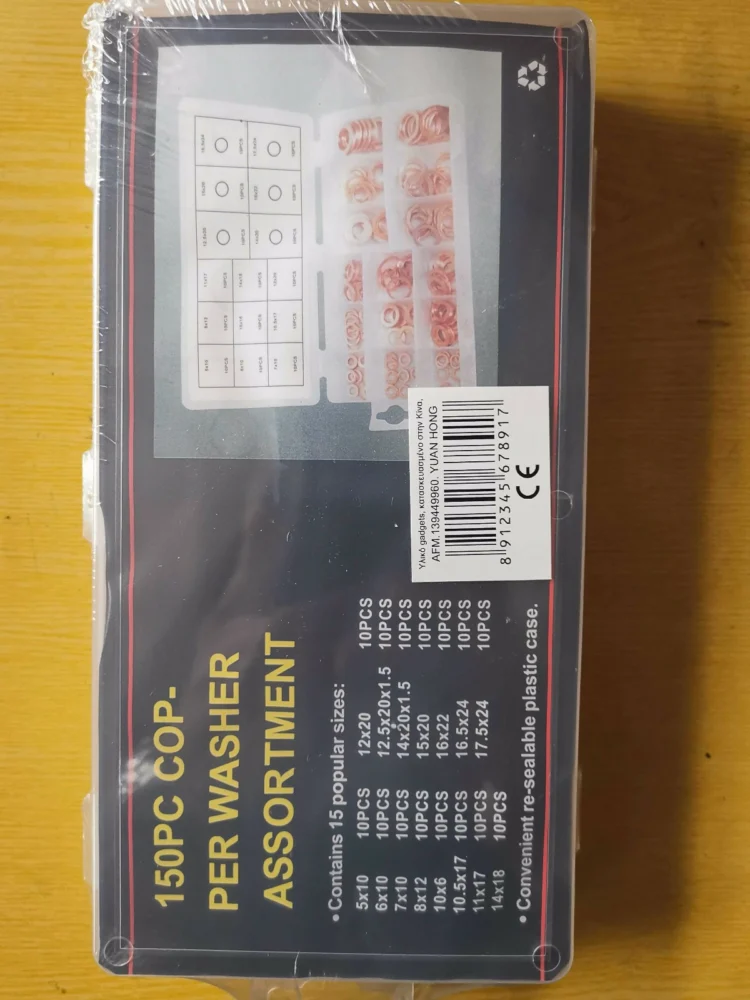 150PC COP-
PER WASHER
ASSORTMENT
• Contains 15 popular sizes:
5x10 10PCS 12x20 10PCS
6x10 10PCS 12.5x20x1.5 10PCS
7x10 10PCS 14x20x1.5 10PCS
8x12 10PCS 15x20 10PCS
10x6 10PCS 16x22 10PCS
10.5x17 10PCS 16.5x24 10PCS
11x17 10PCS 17.5x24 10PCS
14x18 10PCS
• Convenient re-sealable plastic case.
Υλικό gadgets, κατασκευασμένο στην Κίνα,
AFM.139449960. YUAN HONG
8 912345 678917
CE